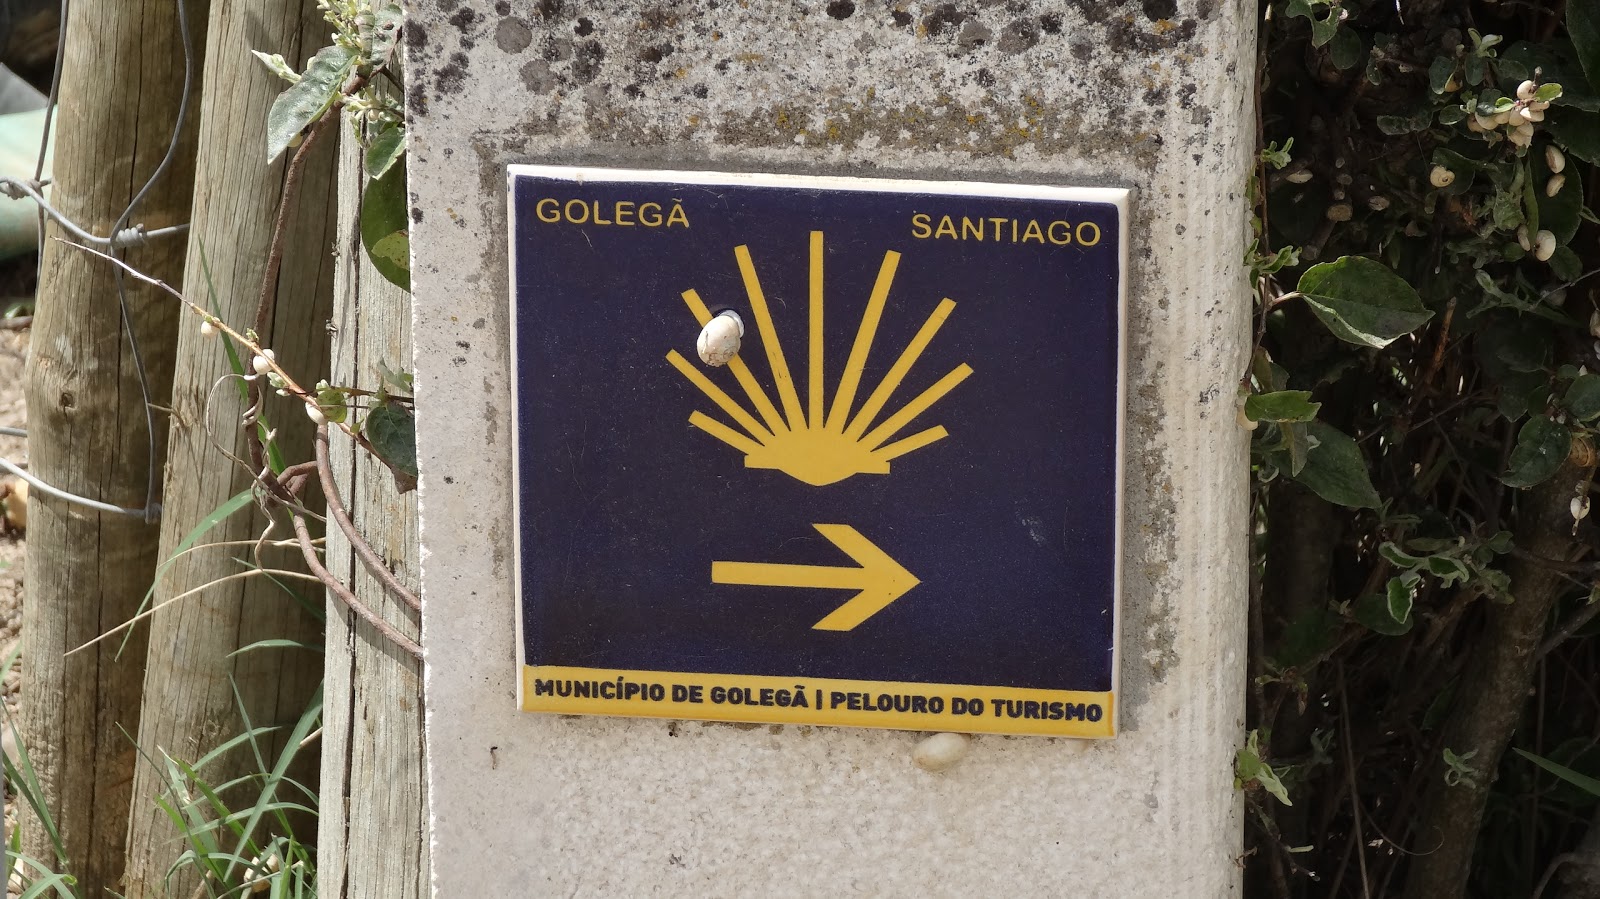 GOLEGÃ SANTIAGO
MUNICÍPIO DE GOLEGÃ | PELOURO DO TURISMO